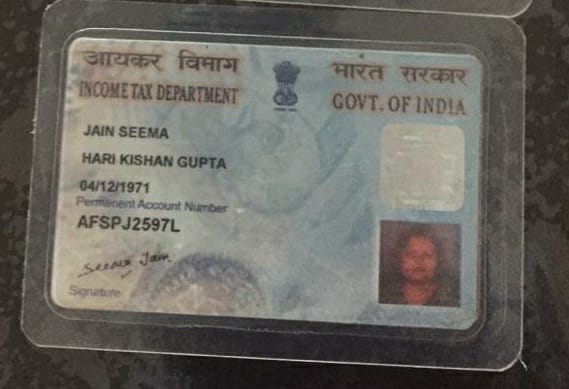 आयकर विभाग
INCOME TAX DEPARTMENT
भारत सरकार
GOVT. OF INDIA
JAIN SEEMA
HARI KISHAN GUPTA
04/12/1971
Permanent Account Number
AFSPJ2597L
Seema Jain
Signature